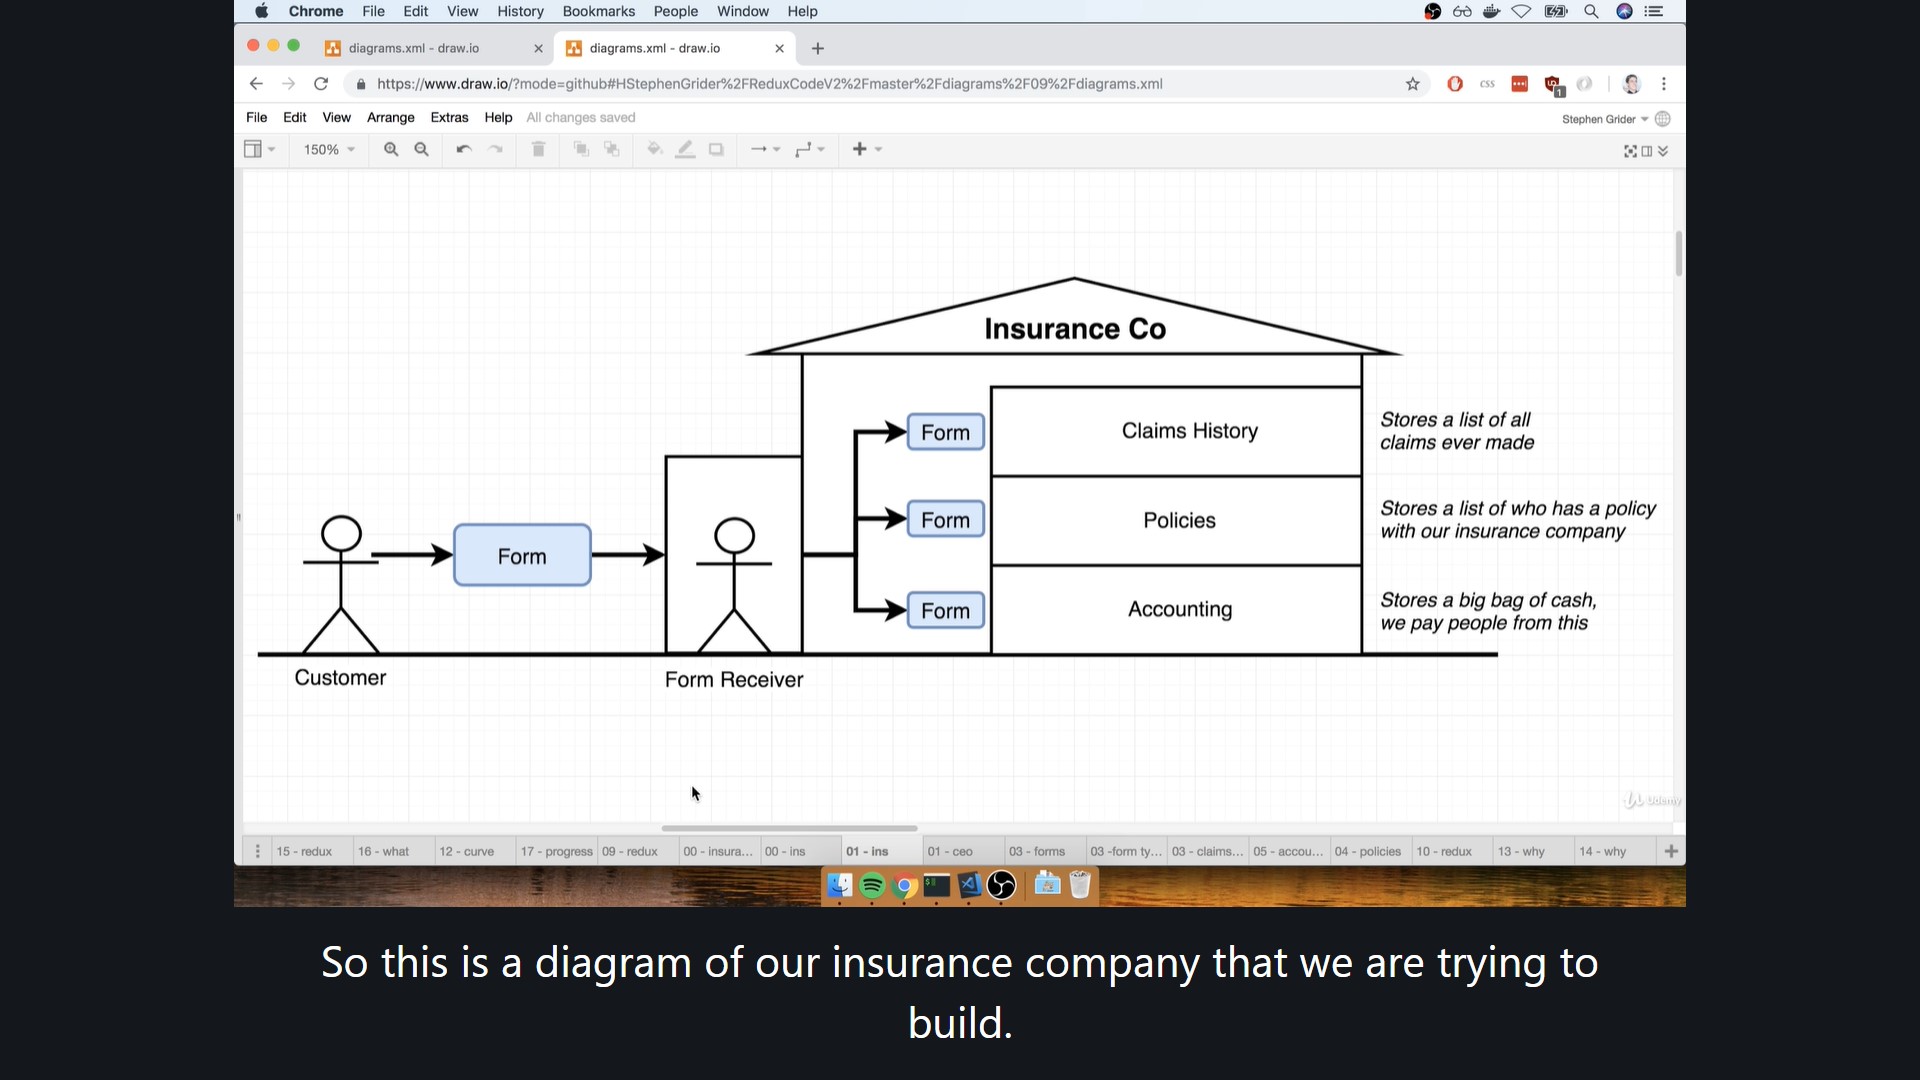 Chrome File Edit View History Bookmarks People Window Help
diagrams.xml - draw.io
diagrams.xml - draw.io
https://www.draw.io/?mode=github#HStephenGrider%2FReduxCodeV2%2Fmaster%2Fdiagrams%2F09%2Fdiagrams.xml
css
1
File Edit View Arrange Extras Help All changes saved
Stephen Grider
150%
Insurance Co
Form
Claims History
Stores a list of all
claims ever made
Form
Policies
Stores a list of who has a policy
with our insurance company
Form
Form
Accounting
Stores a big bag of cash,
we pay people from this
Customer
Form Receiver
Udemy
15 - redux 16 - what 12 - curve 17 - progress 09 - redux 00 - insura... 00 - ins 01 - ins 01 - ceo 03 - forms 03 -form ty... 03 - claims... 05 - accou... 04 - policies 10 - redux 13 - why 14 - why
So this is a diagram of our insurance company that we are trying to
build.